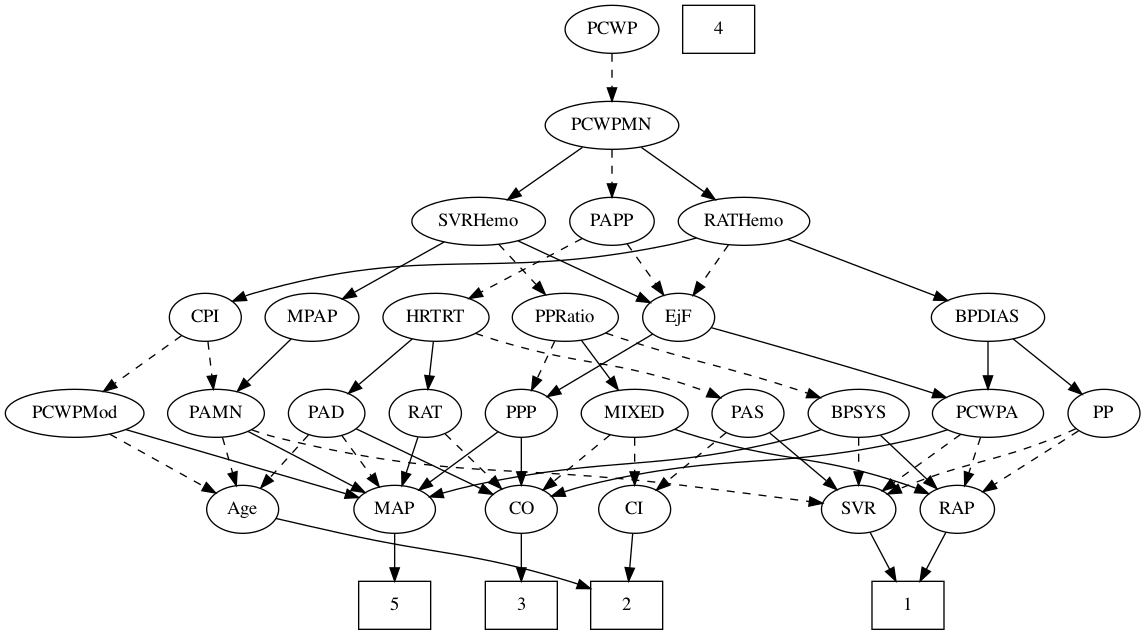 PCWP 4
PCWPMN
SVRHemo PAPP RATHemo
CPI MPAP HRTRT PPRatio EjF BPDIAS
PCWPMod PAMN PAD RAT PPP MIXED PAS BPSYS PCWPA PP
Age MAP CO CI SVR RAP
5 3 2 1